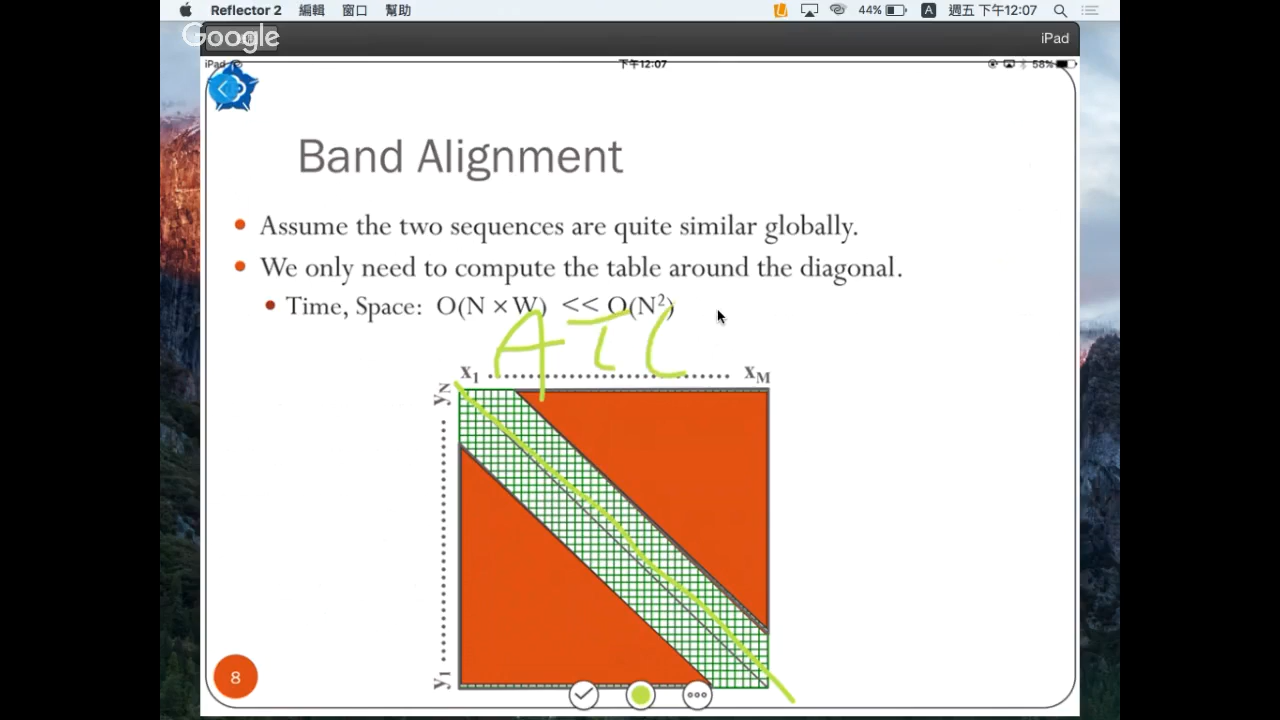 Reflector 2 編輯 窗口 幫助 44% A 週五 下午12:07
Google iPad
iPad 下午12:07 58%
Band Alignment
Assume the two sequences are quite similar globally.
We only need to compute the table around the diagonal.
Time, Space: O(N × W) << O(N²)
ATC
x₁ x_M
y_N
y₁
8